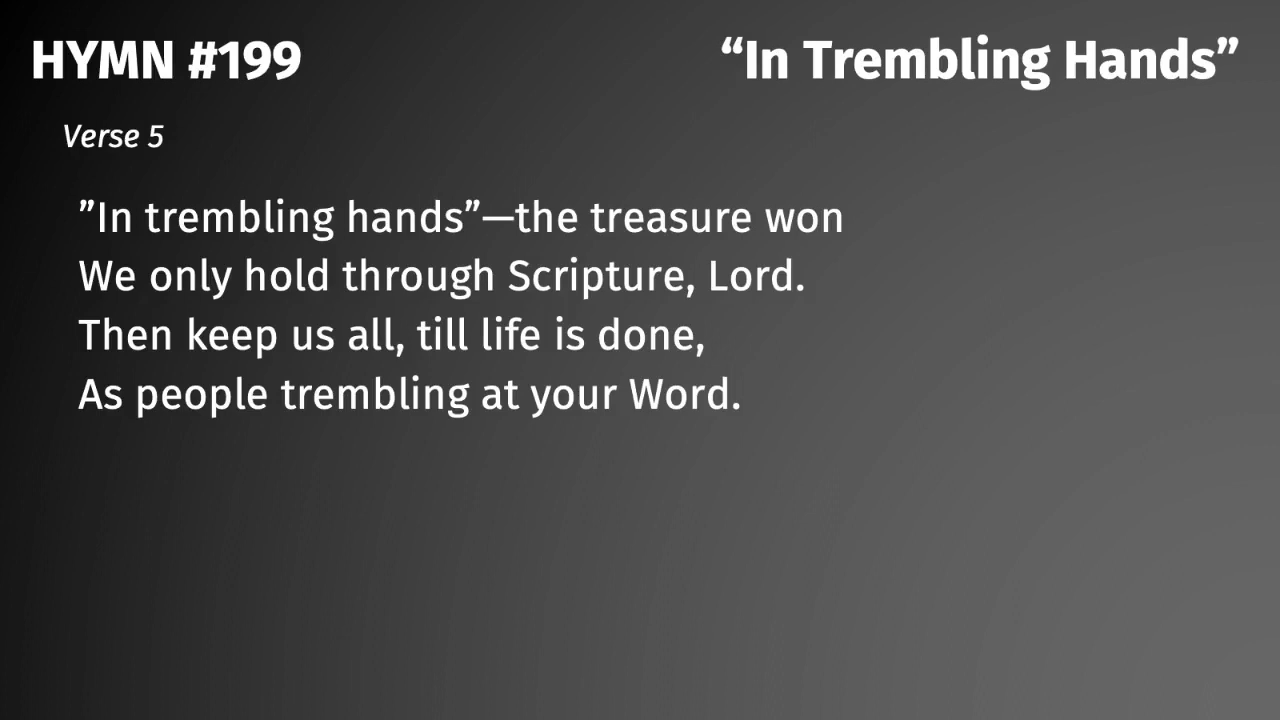 HYMN #199
“In Trembling Hands”
Verse 5
”In trembling hands”—the treasure won
We only hold through Scripture, Lord.
Then keep us all, till life is done,
As people trembling at your Word.